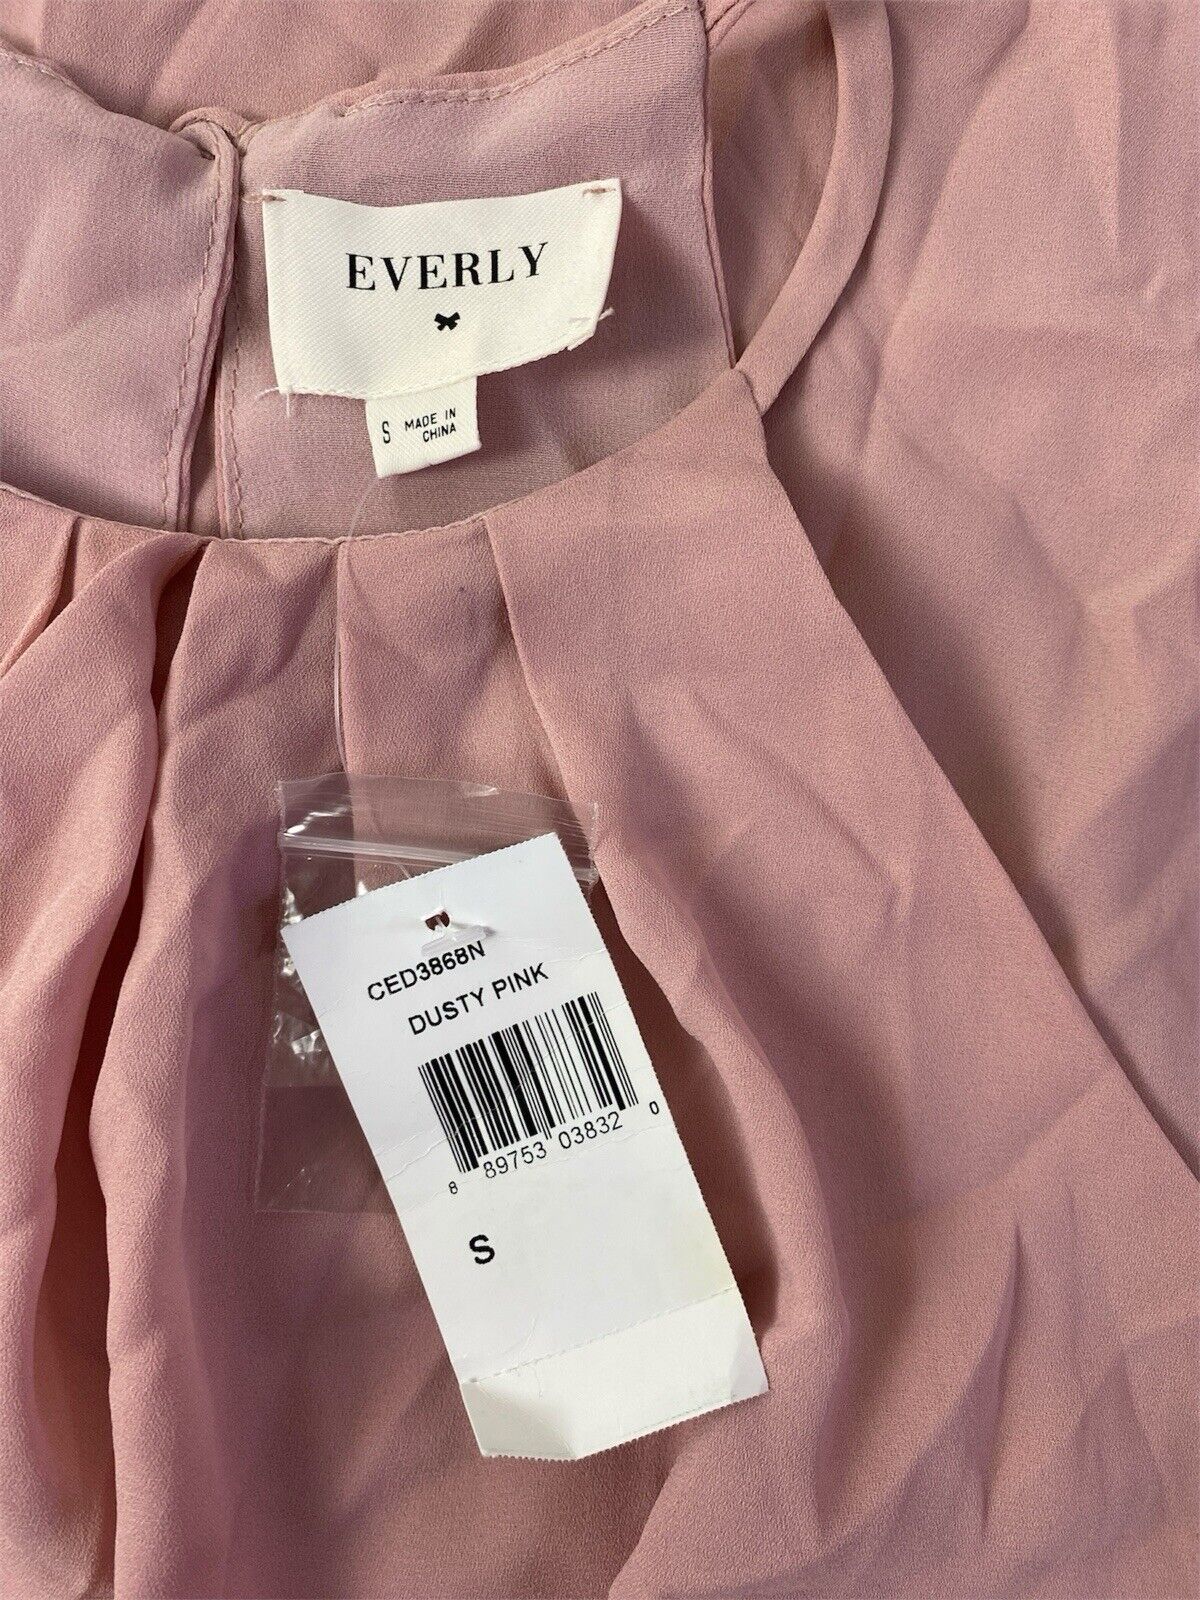 EVERLY
S MADE IN
CHINA
CED3868N
DUSTY PINK
8 89753 03832 0
S